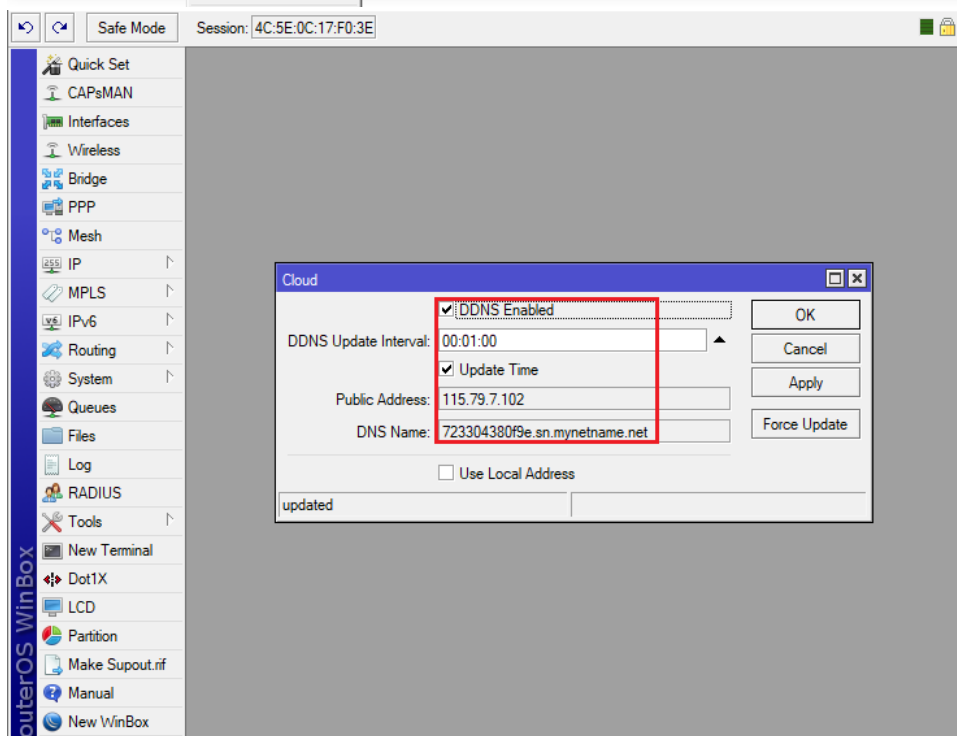 Safe Mode
Session: 4C:5E:0C:17:F0:3E
Quick Set
CAPsMAN
Interfaces
Wireless
Bridge
PPP
Mesh
255 IP
MPLS
v6 IPv6
Routing
System
Queues
Files
Log
RADIUS
Tools
New Terminal
Dot1X
LCD
Partition
Make Supout.rif
Manual
New WinBox
outerOS WinBox
Cloud
DDNS Enabled
DDNS Update Interval: 00:01:00
Update Time
Public Address: 115.79.7.102
DNS Name: 723304380f9e.sn.mynetname.net
Use Local Address
updated
OK
Cancel
Apply
Force Update